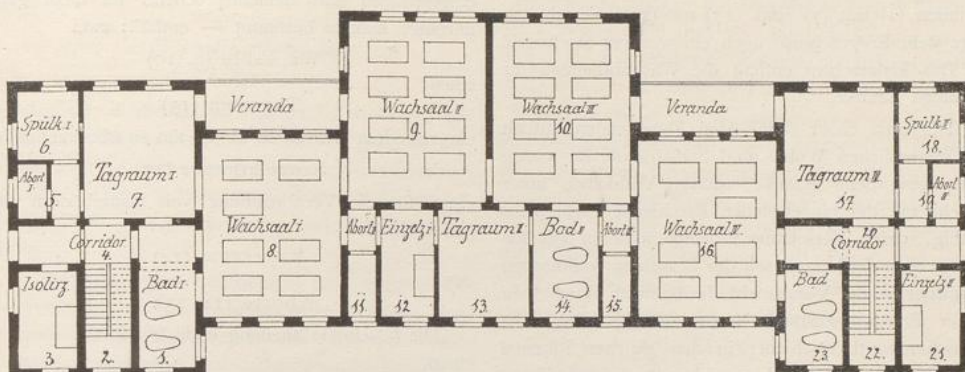 Spülk. I
6.
Abort
I.
5.
Tagraum I.
7.
Veranda
Wachsaal I
8.
Corridor
4.
Isolirz.
3.
2.
Bad I
1.
Wachsaal II
9.
Wachsaal III
10.
Abort II
11.
Einzelz I
12.
Tagraum II
13.
Bad II
14.
Abort III
15.
Veranda
Wachsaal IV.
16.
Tagraum III
17.
Spülk. II
18.
19.
Abort
20
Corridor
Bad
23.
22.
Einzelz II
21.